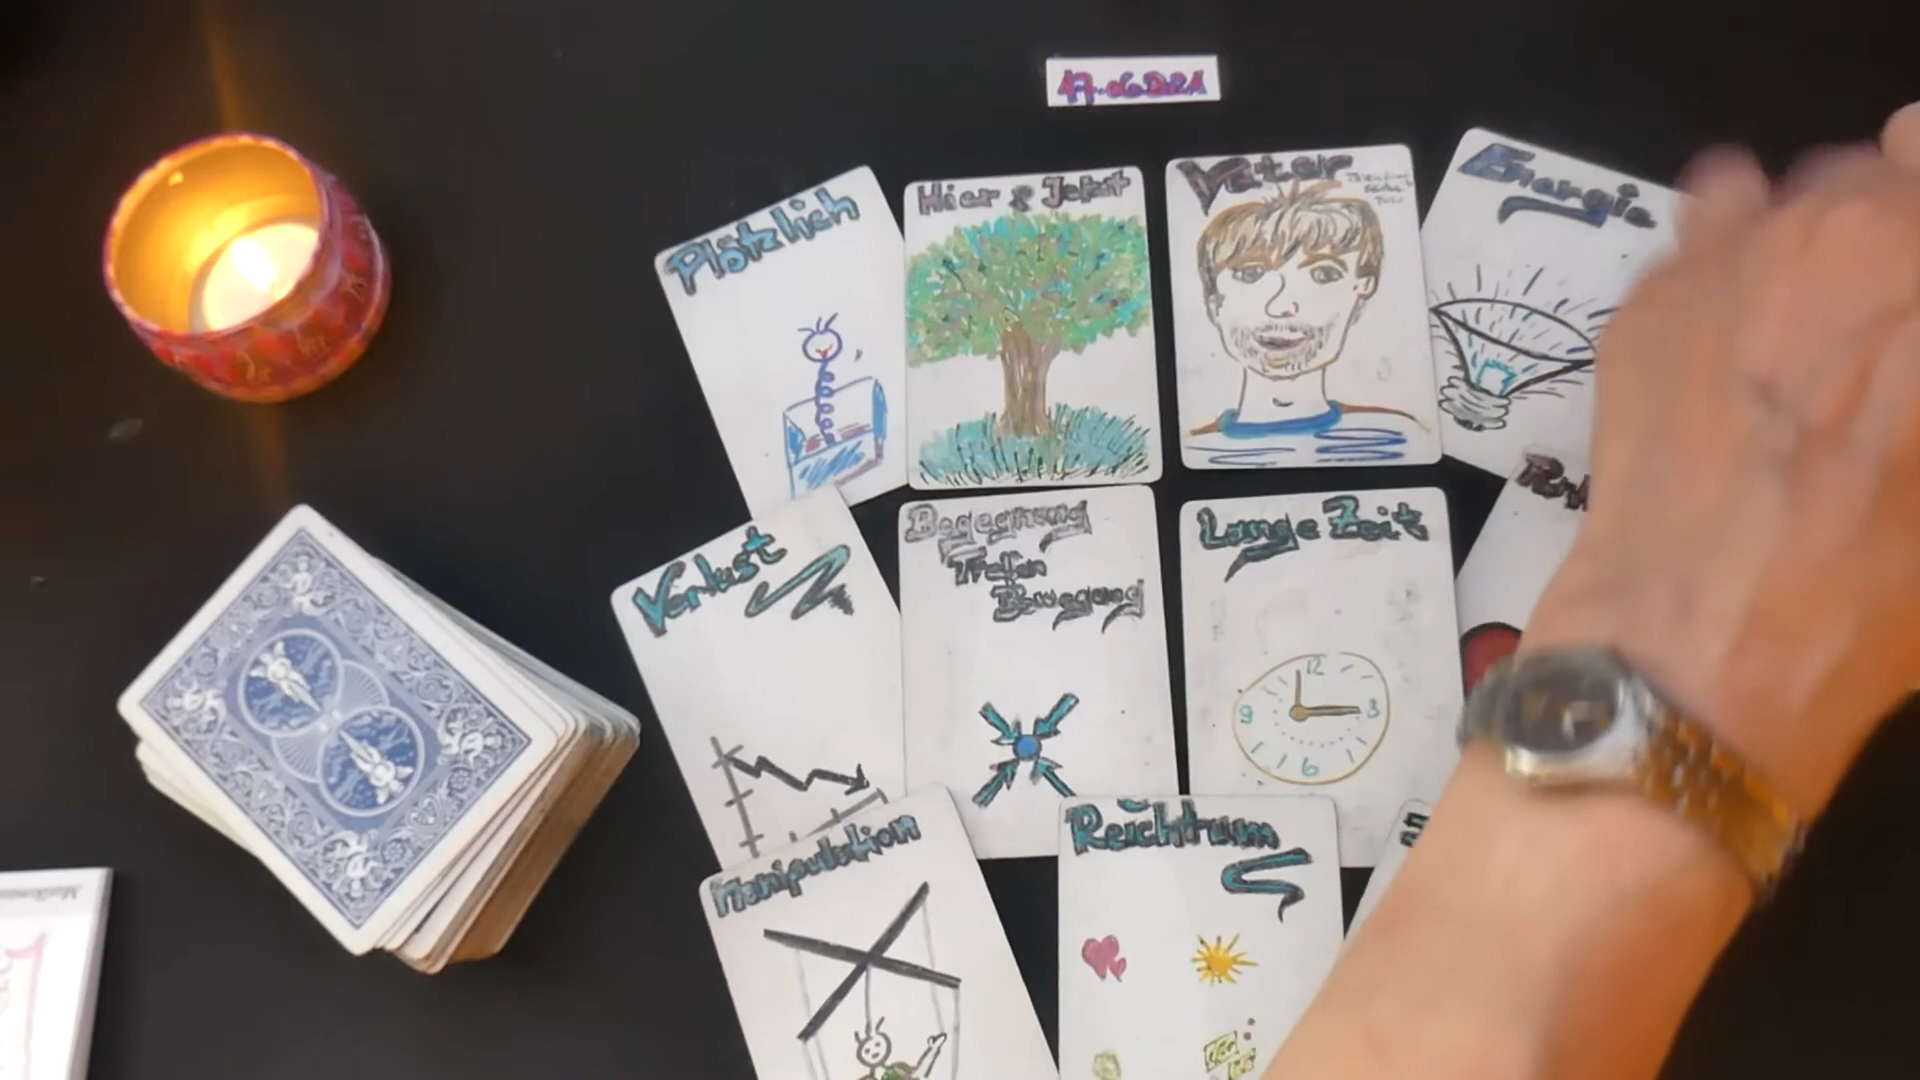 17.06.2021
Plötzlich
Hier & Jetzt
Vater
Energie
Verlust
Begegnung
Treffen
Bewegung
Lange Zeit
12
9
3
6
Manipulation
Reichtum